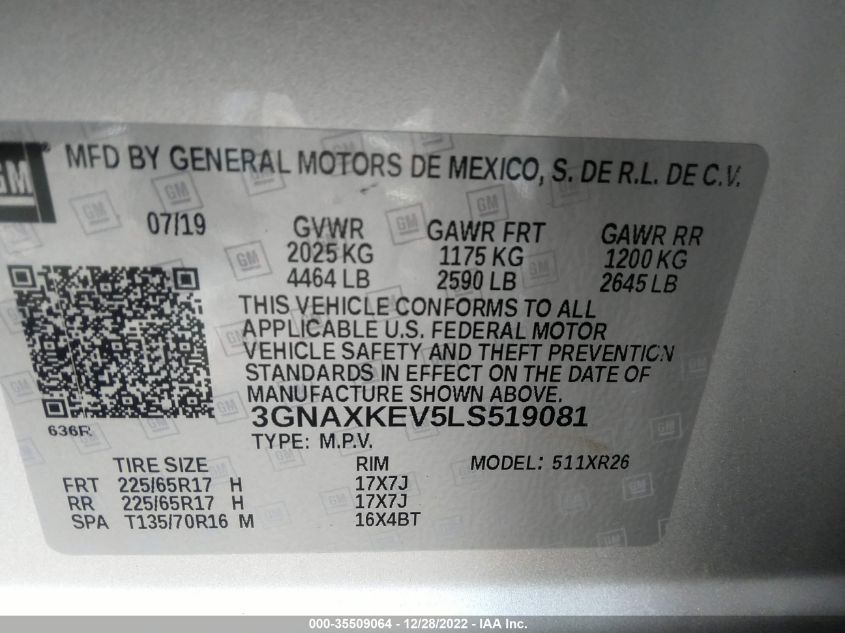 GM ® MFD BY GENERAL MOTORS DE MEXICO, S. DE R.L. DE C.V.
07/19 GVWR GAWR FRT GAWR RR
2025 KG 1175 KG 1200 KG
4464 LB 2590 LB 2645 LB
THIS VEHICLE CONFORMS TO ALL
APPLICABLE U.S. FEDERAL MOTOR
VEHICLE SAFETY AND THEFT PREVENTION
STANDARDS IN EFFECT ON THE DATE OF
MANUFACTURE SHOWN ABOVE.
636R 3GNAXKEV5LS519081
TYPE: M.P.V.
TIRE SIZE RIM MODEL: 511XR26
FRT 225/65R17 H 17X7J
RR 225/65R17 H 17X7J
SPA T135/70R16 M 16X4BT
000-35509064 - 12/28/2022 - IAA Inc.